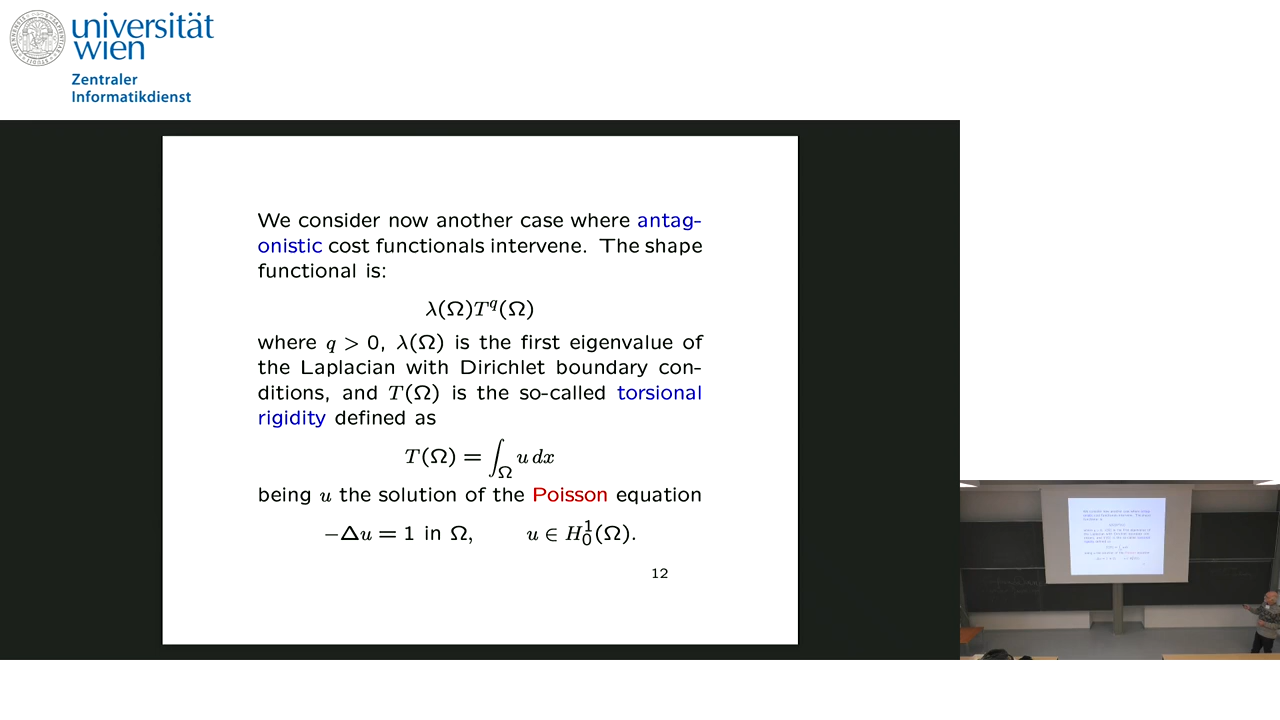 universität
wien
Zentraler
Informatikdienst
We consider now another case where antag-
onistic cost functionals intervene. The shape
functional is:
λ(Ω)T^q(Ω)
where q > 0, λ(Ω) is the first eigenvalue of
the Laplacian with Dirichlet boundary con-
ditions, and T(Ω) is the so-called torsional
rigidity defined as
T(Ω) = ∫_Ω u dx
being u the solution of the Poisson equation
−Δu = 1 in Ω, u ∈ H^1_0(Ω).
12